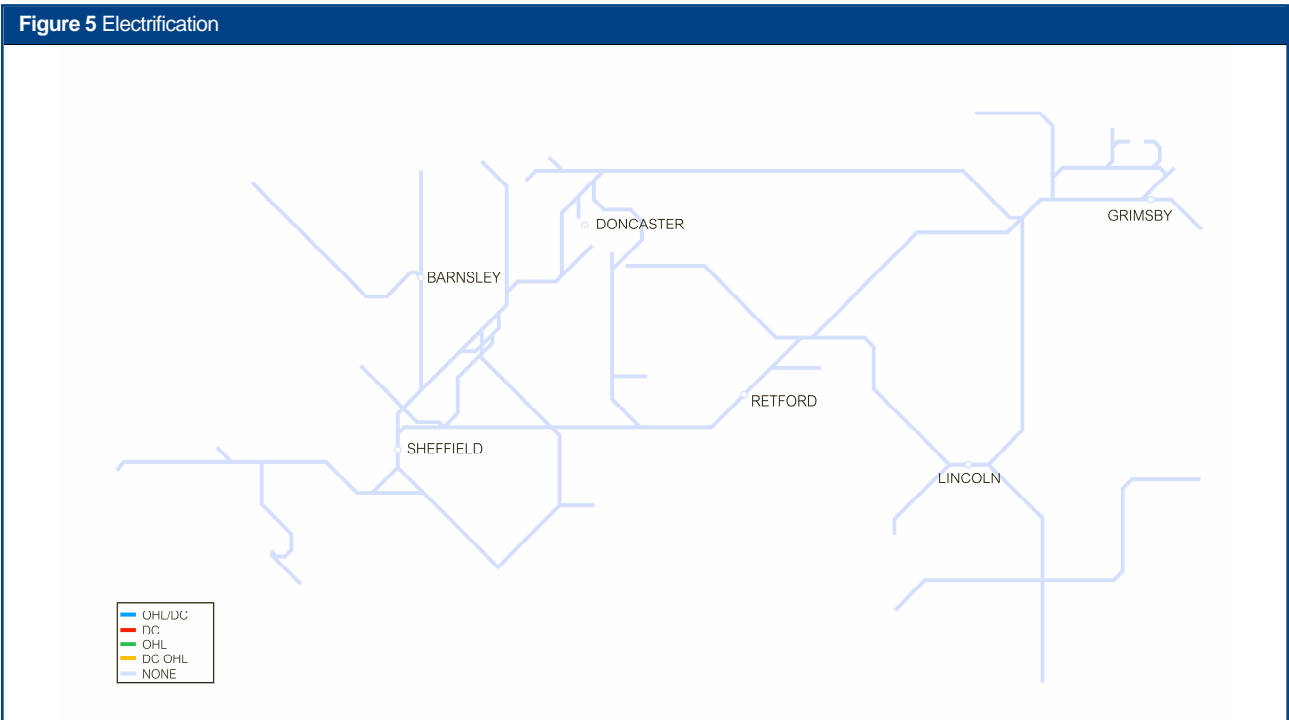 Figure 5 Electrification
DONCASTER
GRIMSBY
BARNSLEY
RETFORD
SHEFFIELD
LINCOLN
OHL/DC
DC
OHL
DC OHL
NONE